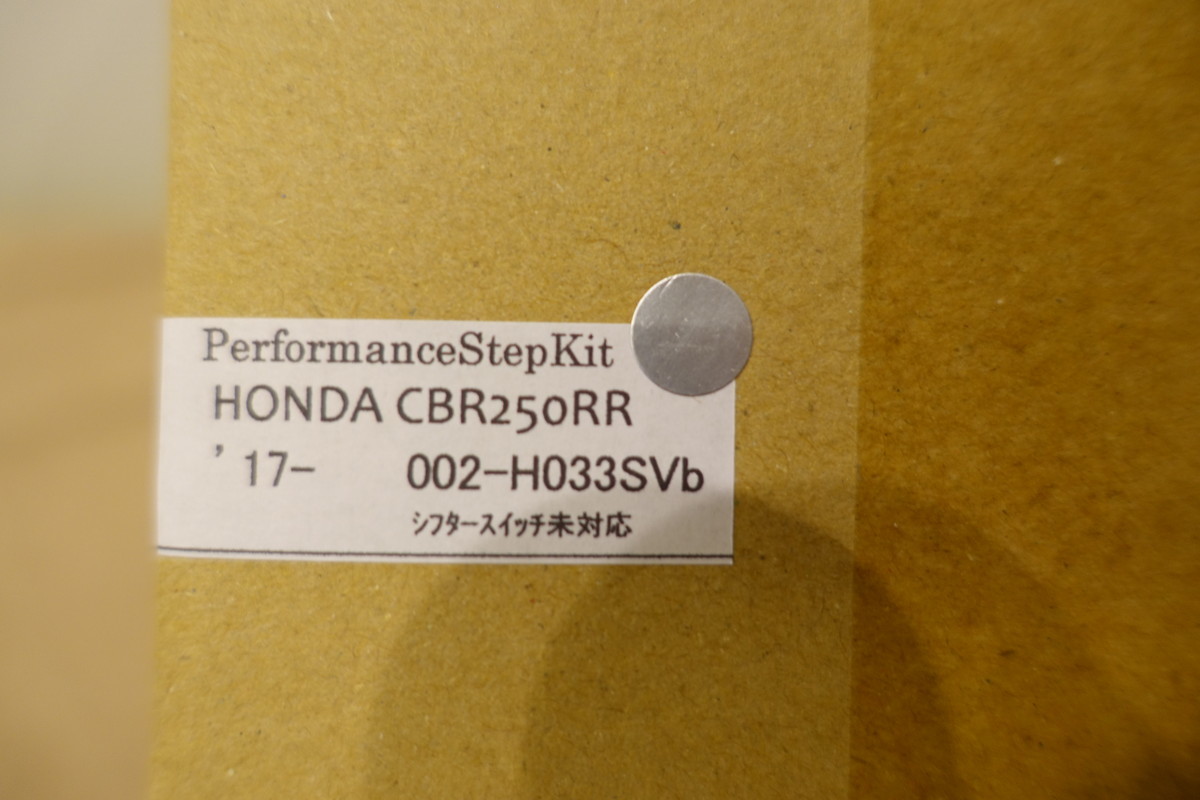 PerformanceStepKit
HONDA CBR250RR
’17-　002-H033SVb
ｼﾌﾀｰｽｲｯﾁ未対応